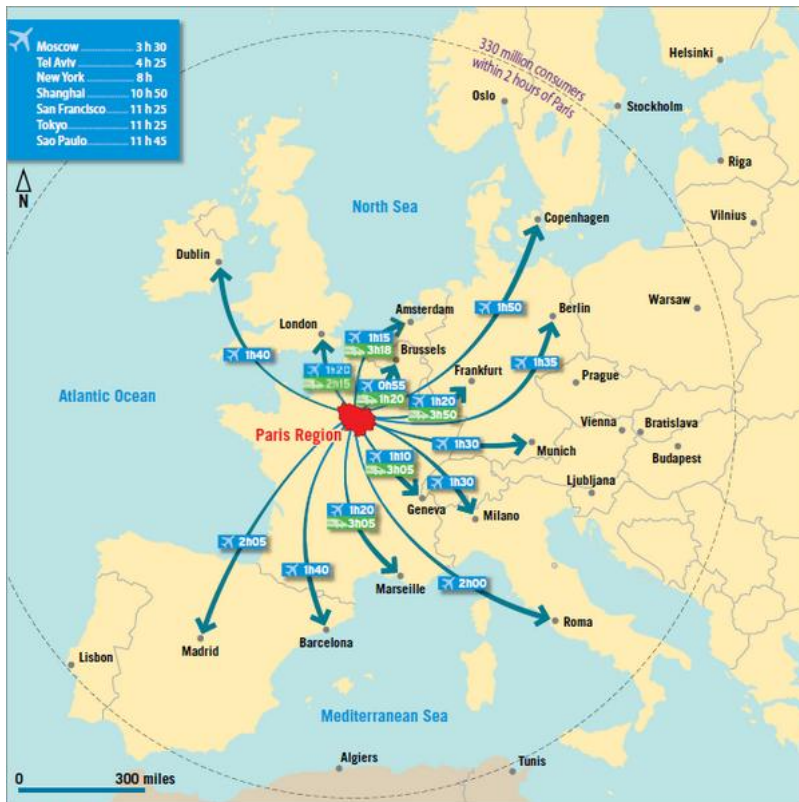 Moscow 3 h 30
Tel Aviv 4 h 25
New York 8 h
Shanghai 10 h 50
San Francisco 11 h 25
Tokyo 11 h 25
Sao Paulo 11 h 45
330 million consumers
within 2 hours of Paris
Helsinki
Oslo
Stockholm
Riga
N
North Sea
Copenhagen
Vilnius
Dublin
Amsterdam
Berlin
Warsaw
London
1h15
3h18
1h50
Brussels
1h40
1h20
2h15
0h55
1h20
Frankfurt
1h20
3h50
1h35
Prague
Atlantic Ocean
Paris Region
1h30
Munich
Vienna
Bratislava
Budapest
1h10
3h05
1h30
Ljubljana
Geneva
Milano
1h20
3h05
2h05
1h40
Marseille
2h00
Roma
Madrid
Barcelona
Lisbon
Mediterranean Sea
Algiers
Tunis
0 300 miles